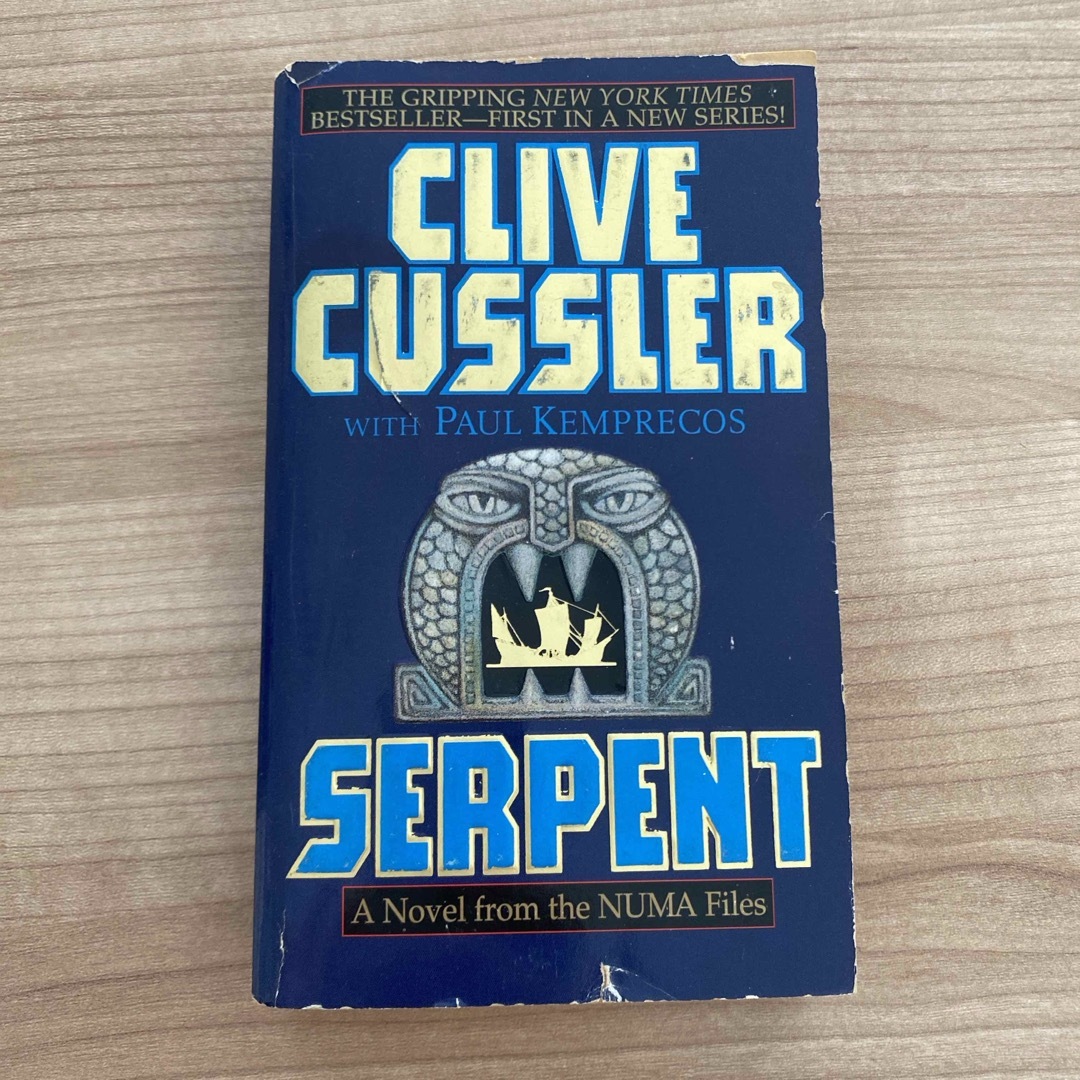 THE GRIPPING NEW YORK TIMES
BESTSELLER—FIRST IN A NEW SERIES!
CLIVE
CUSSLER
WITH PAUL KEMPRECOS
SERPENT
A Novel from the NUMA Files